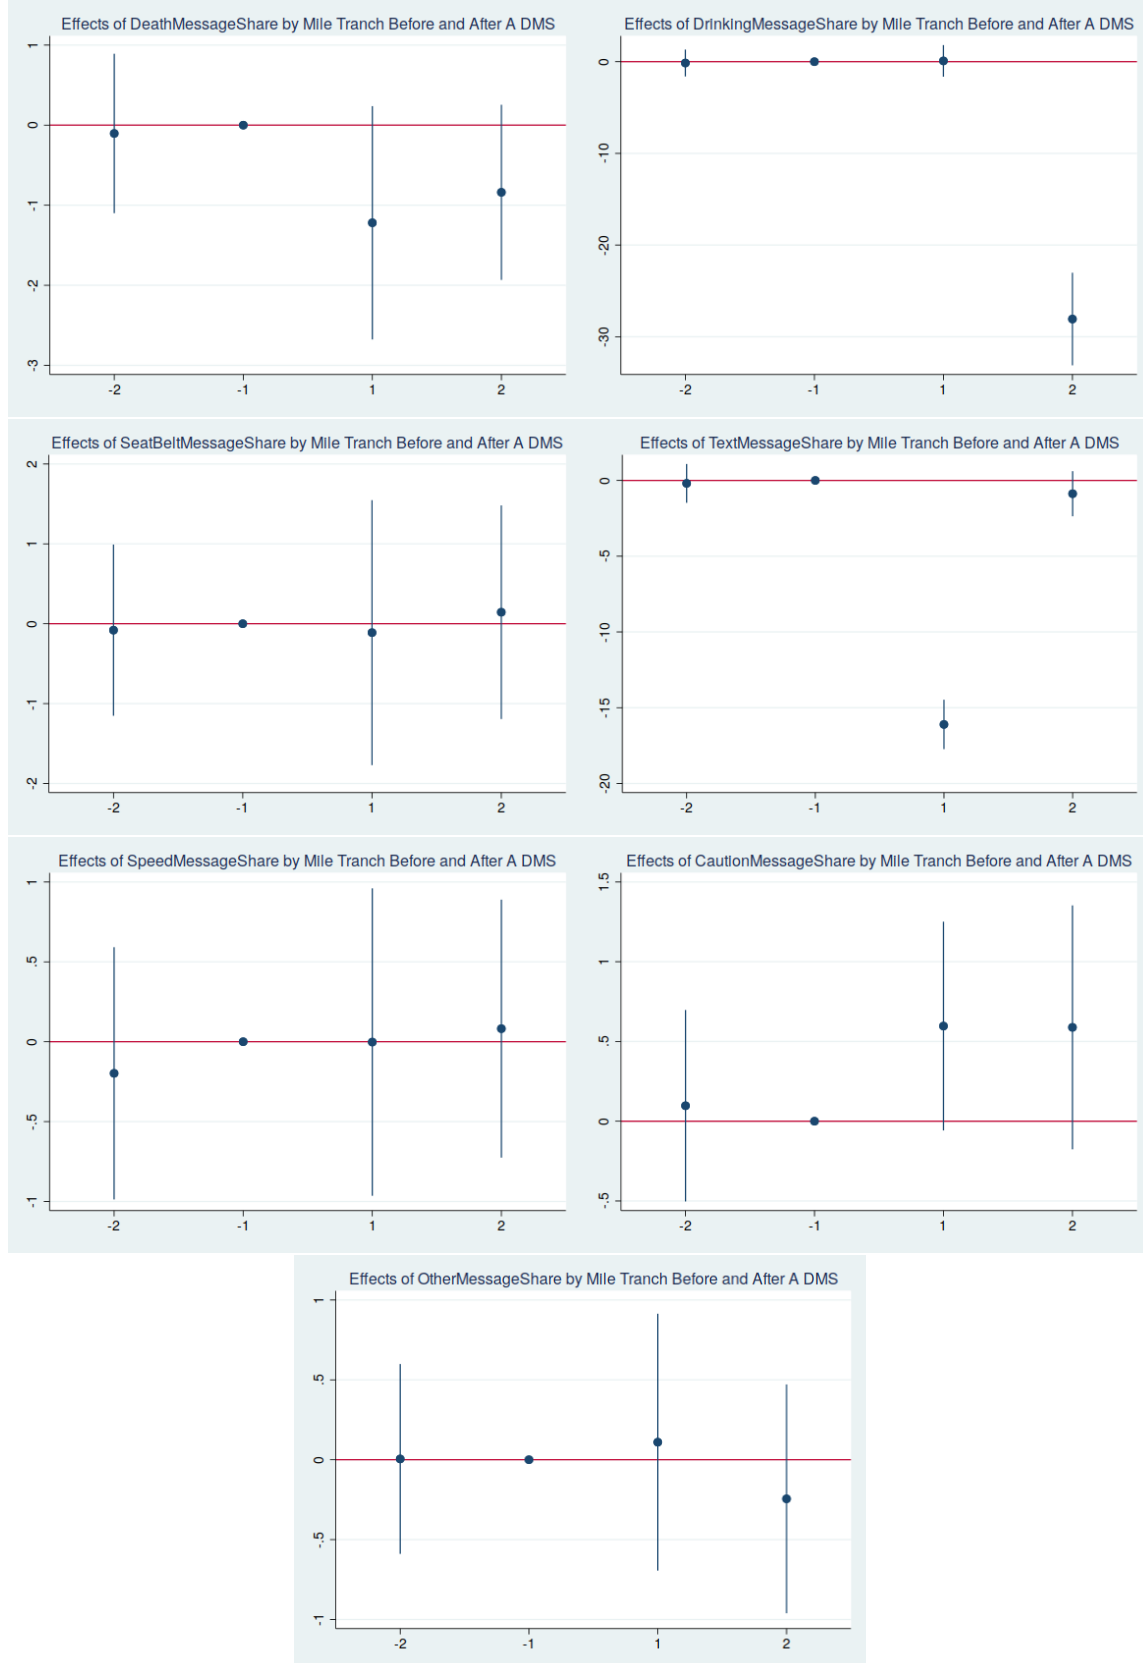 Effects of DeathMessageShare by Mile Tranch Before and After A DMS
1
0
-1
-2
-3
-2 -1 1 2
Effects of DrinkingMessageShare by Mile Tranch Before and After A DMS
0
-10
-20
-30
-2 -1 1 2
Effects of SeatBeltMessageShare by Mile Tranch Before and After A DMS
2
1
0
-1
-2
-2 -1 1 2
Effects of TextMessageShare by Mile Tranch Before and After A DMS
0
-5
-10
-15
-20
-2 -1 1 2
Effects of SpeedMessageShare by Mile Tranch Before and After A DMS
1
.5
0
-.5
-1
-2 -1 1 2
Effects of CautionMessageShare by Mile Tranch Before and After A DMS
1.5
1
.5
0
-.5
-2 -1 1 2
Effects of OtherMessageShare by Mile Tranch Before and After A DMS
1
.5
0
-.5
-1
-2 -1 1 2